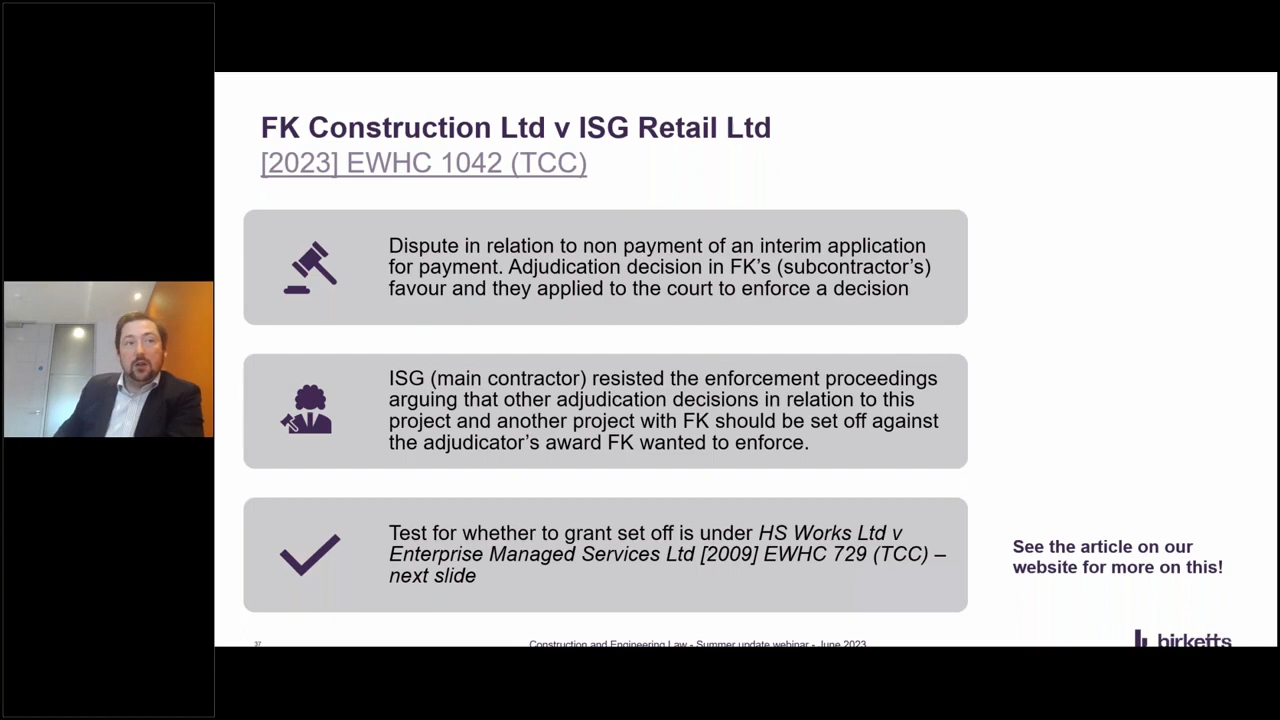 FK Construction Ltd v ISG Retail Ltd
[2023] EWHC 1042 (TCC)
Dispute in relation to non payment of an interim application
for payment. Adjudication decision in FK's (subcontractor's)
favour and they applied to the court to enforce a decision
ISG (main contractor) resisted the enforcement proceedings
arguing that other adjudication decisions in relation to this
project and another project with FK should be set off against
the adjudicator's award FK wanted to enforce.
Test for whether to grant set off is under HS Works Ltd v
Enterprise Managed Services Ltd [2009] EWHC 729 (TCC) –
next slide
See the article on our
website for more on this!
37
Construction and Engineering Law - Summer update webinar - June 2023
birketts